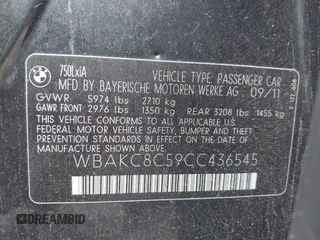 750LxiA
VEHICLE TYPE: PASSENGER CAR
MFD BY BAYERISCHE MOTOREN WERKE AG 09/11
GVWR 5974 lbs 2710 kg
GAWR FRONT 2976 lbs 1350 kg REAR 3208 lbs 1455 kg
THIS VEHICLE CONFORMS TO ALL APPLICABLE
FEDERAL MOTOR VEHICLE SAFETY, BUMPER,
AND THEFT PREVENTION STANDARDS IN EFFECT
ON THE DATE OF MANUFACTURE SHOWN ABOVE.
WBAKC8C59CC436545
DREAMBID